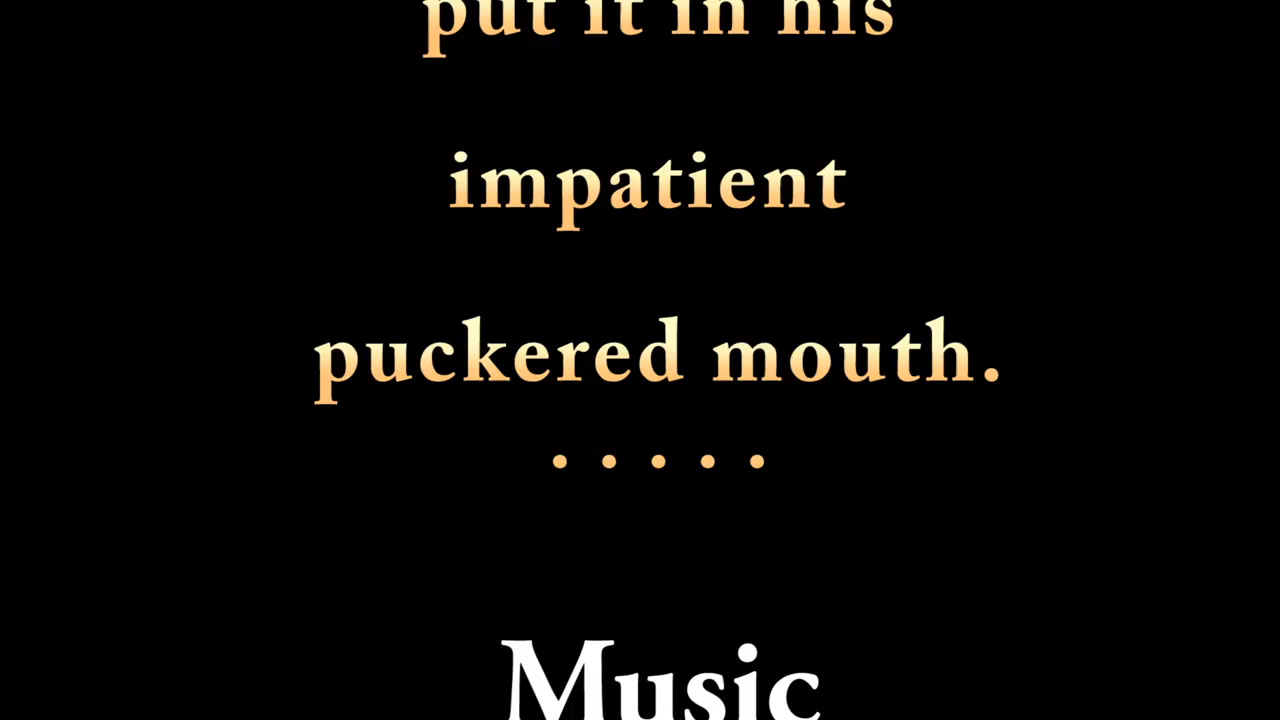 put it in his
impatient
puckered mouth.
.....
Music